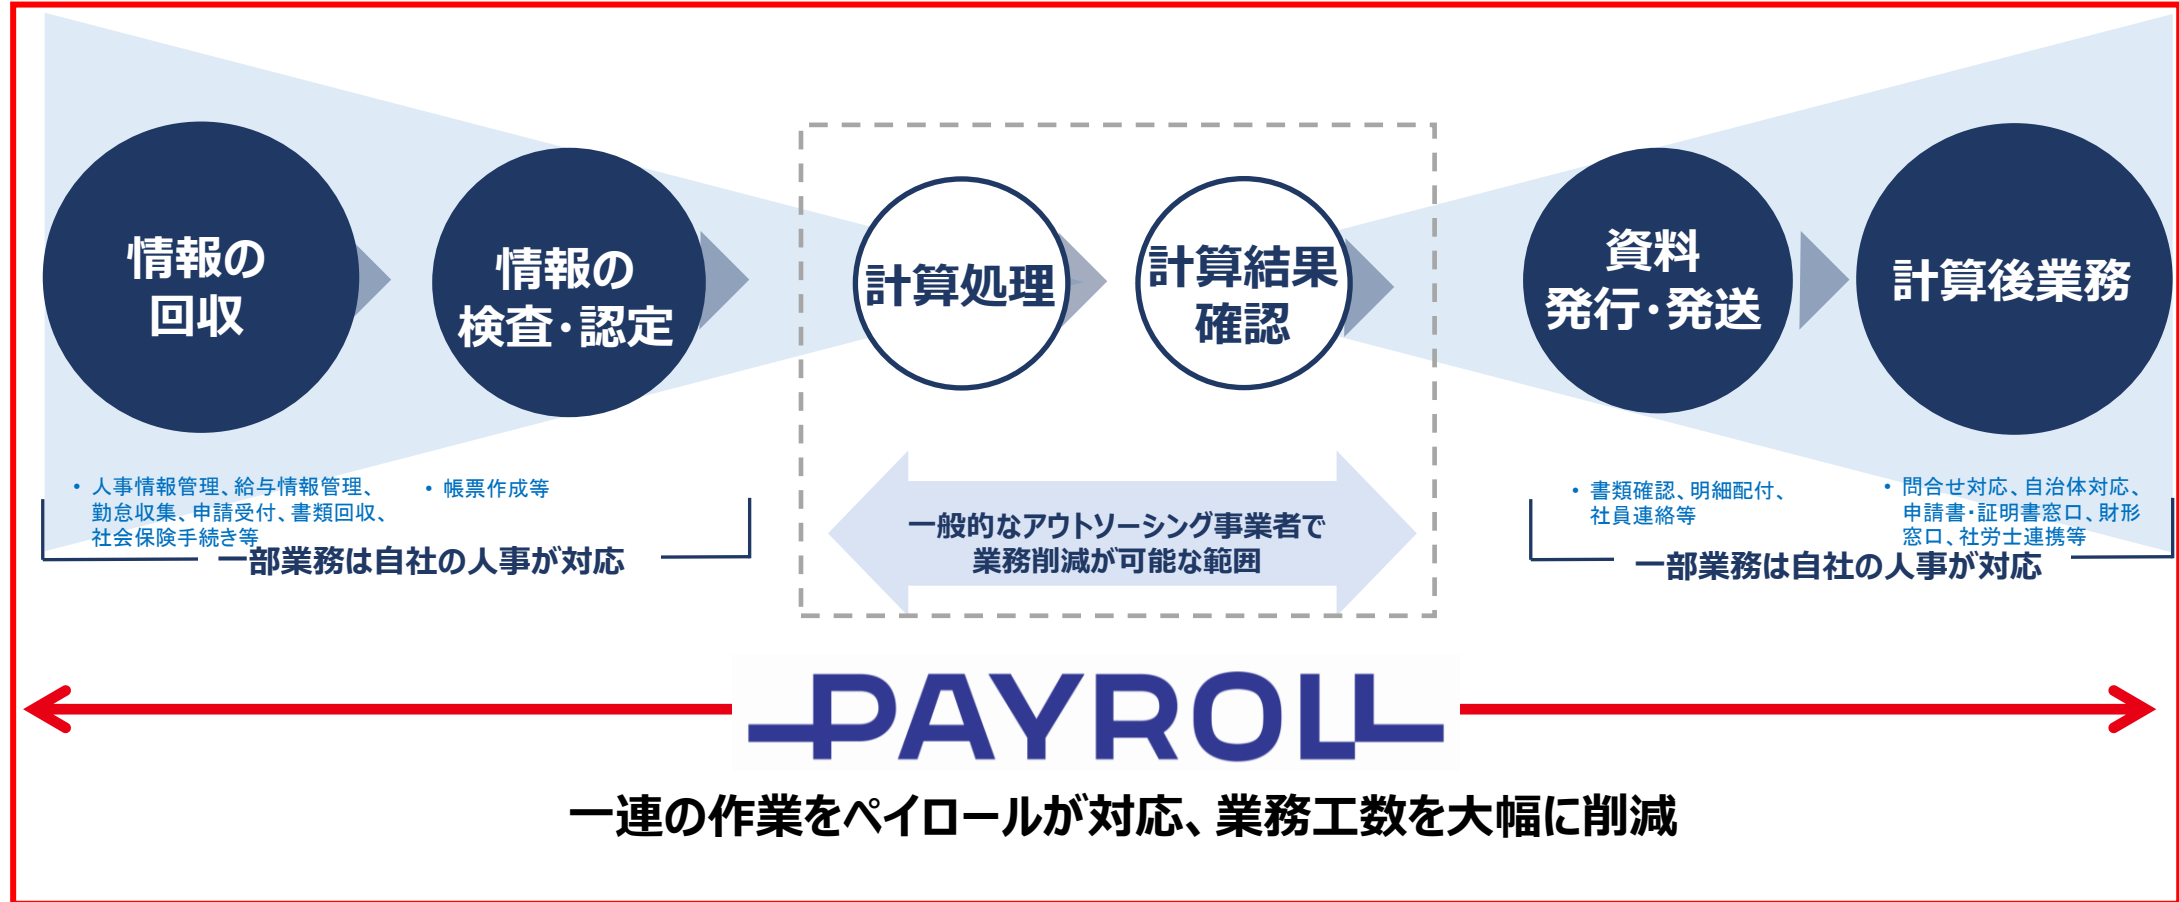 情報の
回収
情報の
検査・認定
計算処理
計算結果
確認
資料
発行・発送
計算後業務
• 人事情報管理、給与情報管理、
勤怠収集、申請受付、書類回収、
社会保険手続き等
• 帳票作成等
一部業務は自社の人事が対応
一般的なアウトソーシング事業者で
業務削減が可能な範囲
• 書類確認、明細配付、
社員連絡等
• 問合せ対応、自治体対応、
申請書・証明書窓口、財形
窓口、社労士連携等
一部業務は自社の人事が対応
PAYROLL
一連の作業をペイロールが対応、業務工数を大幅に削減